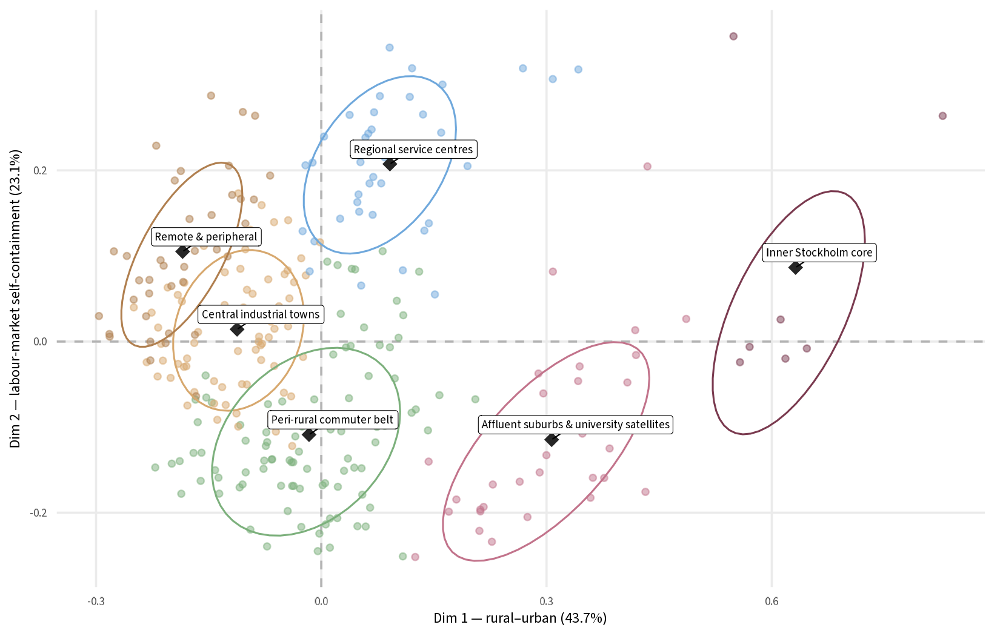 Regional service centres
0.2
Remote & peripheral
Inner Stockholm core
Central industrial towns
0.0
Peri-rural commuter belt
Affluent suburbs & university satellites
-0.2
Dim 2 — labour-market self-containment (23.1%)
-0.3
0.0
0.3
0.6
Dim 1 — rural–urban (43.7%)